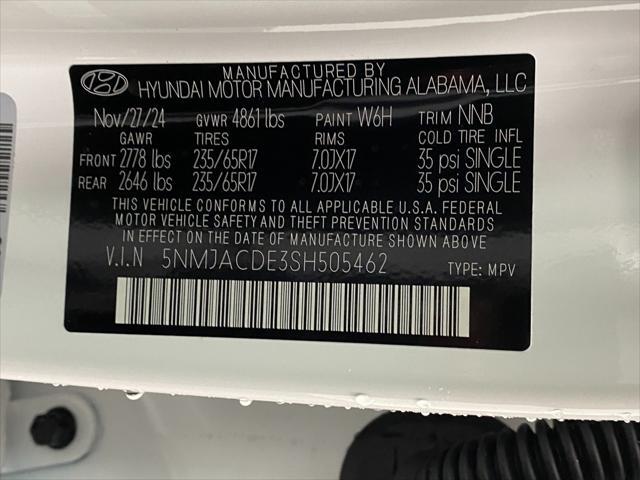 MANUFACTURED BY
HYUNDAI MOTOR MANUFACTURING ALABAMA, LLC
Nov/27/24 GVWR 4861 lbs PAINT W6H TRIM NNB
GAWR TIRES RIMS COLD TIRE INFL
FRONT 2778 lbs 235/65R17 7.0JX17 35 psi SINGLE
REAR 2646 lbs 235/65R17 7.0JX17 35 psi SINGLE
THIS VEHICLE CONFORMS TO ALL APPLICABLE U.S.A. FEDERAL
MOTOR VEHICLE SAFETY AND THEFT PREVENTION STANDARDS
IN EFFECT ON THE DATE OF MANUFACTURE SHOWN ABOVE.
V.I.N 5NMJACDE3SH505462 TYPE: MPV